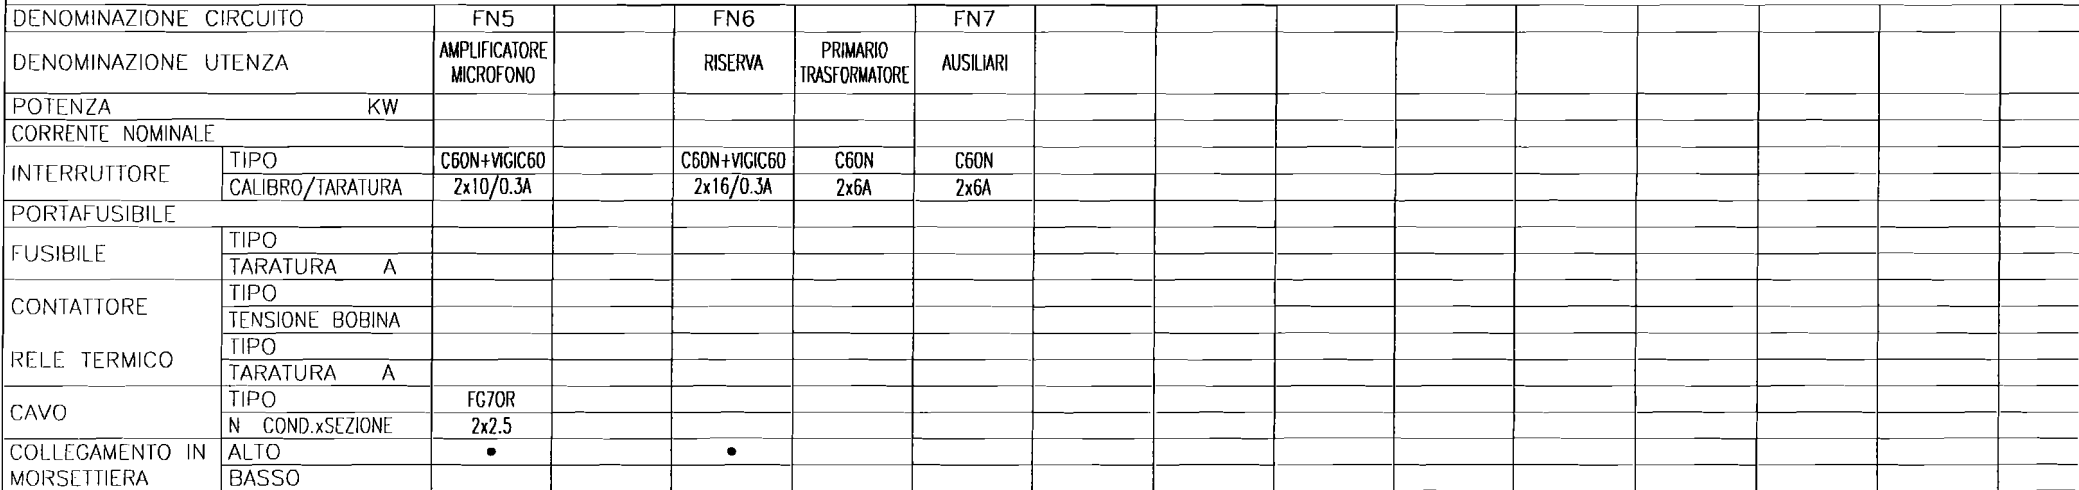 DENOMINAZIONE CIRCUITO FN5 FN6 FN7
DENOMINAZIONE UTENZA AMPLIFICATORE MICROFONO RISERVA PRIMARIO TRASFORMATORE AUSILIARI
POTENZA KW
CORRENTE NOMINALE
INTERRUTTORE TIPO C60N+VIGIC60 C60N+VIGIC60 C60N C60N
CALIBRO/TARATURA 2x10/0.3A 2x16/0.3A 2x6A 2x6A
PORTAFUSIBILE
FUSIBILE TIPO
TARATURA A
CONTATTORE TIPO
TENSIONE BOBINA
RELE TERMICO TIPO
TARATURA A
CAVO TIPO FG7OR
N COND.xSEZIONE 2x2.5
COLLEGAMENTO IN MORSETTIERA ALTO • •
BASSO